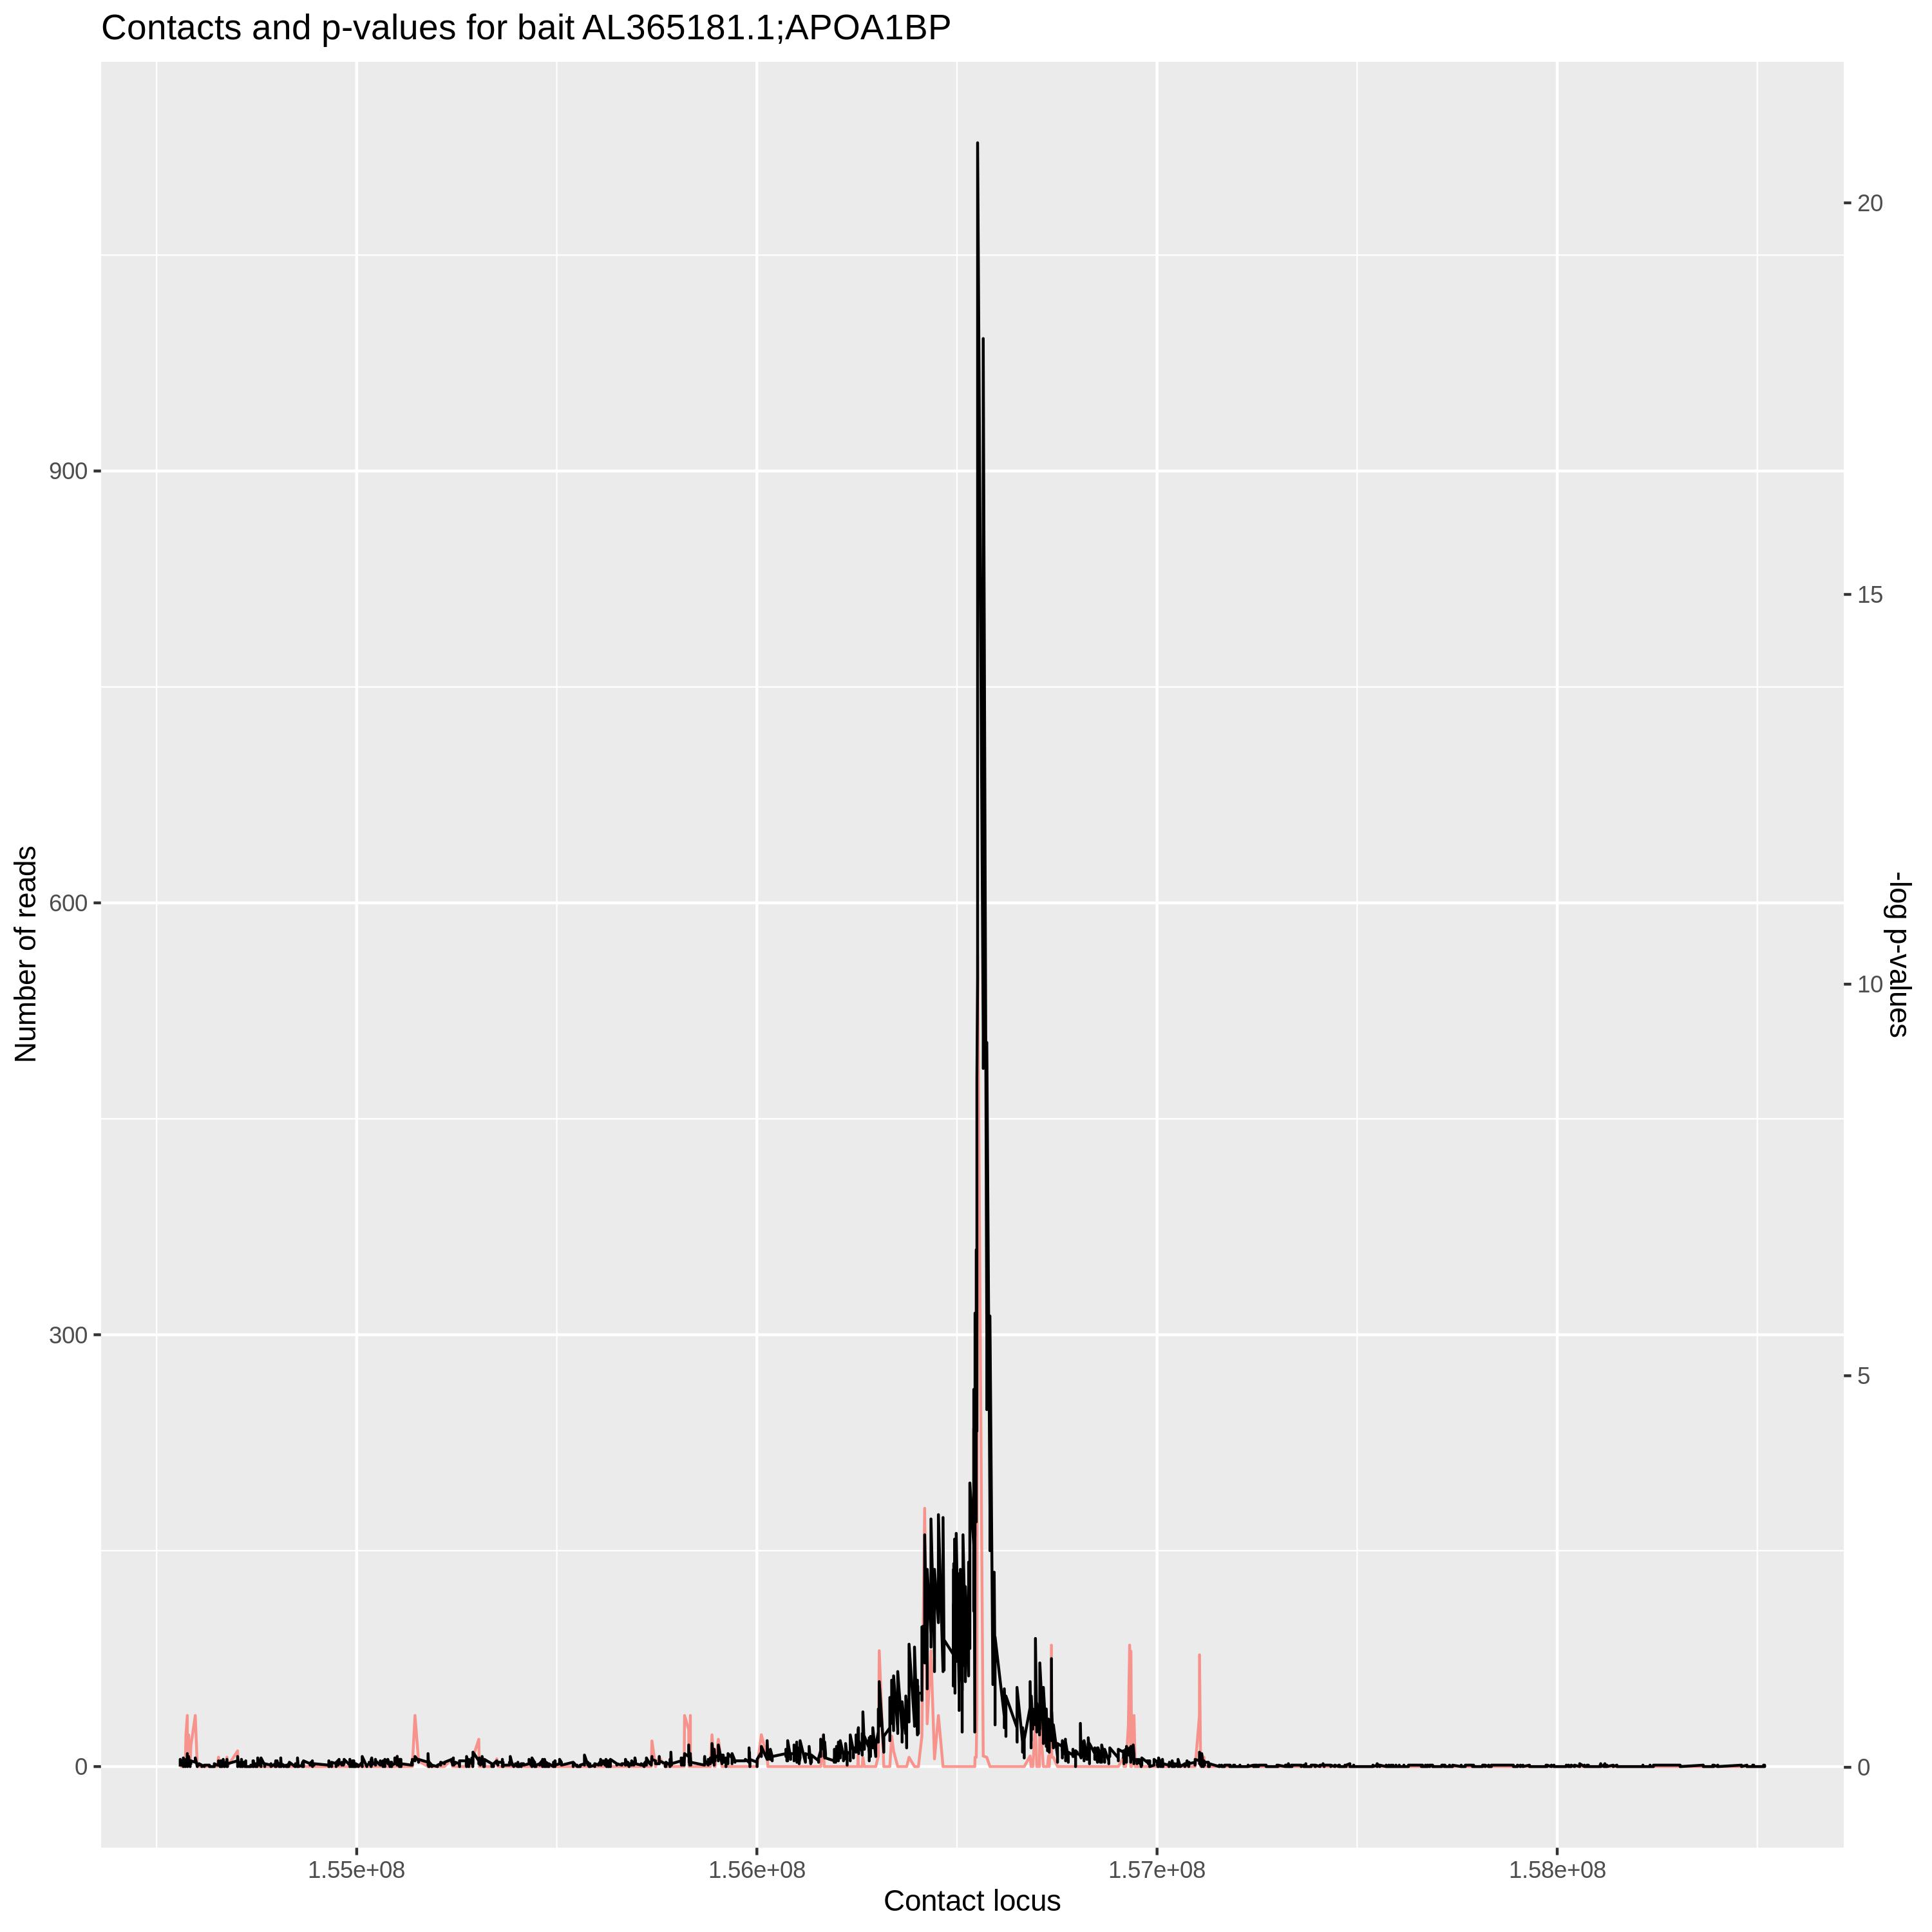 Contacts and p-values for bait AL365181.1;APOA1BP
Number of reads
900
600
300
0
20
15
10
5
0
-log p-values
1.55e+08
1.56e+08
1.57e+08
1.58e+08
Contact locus